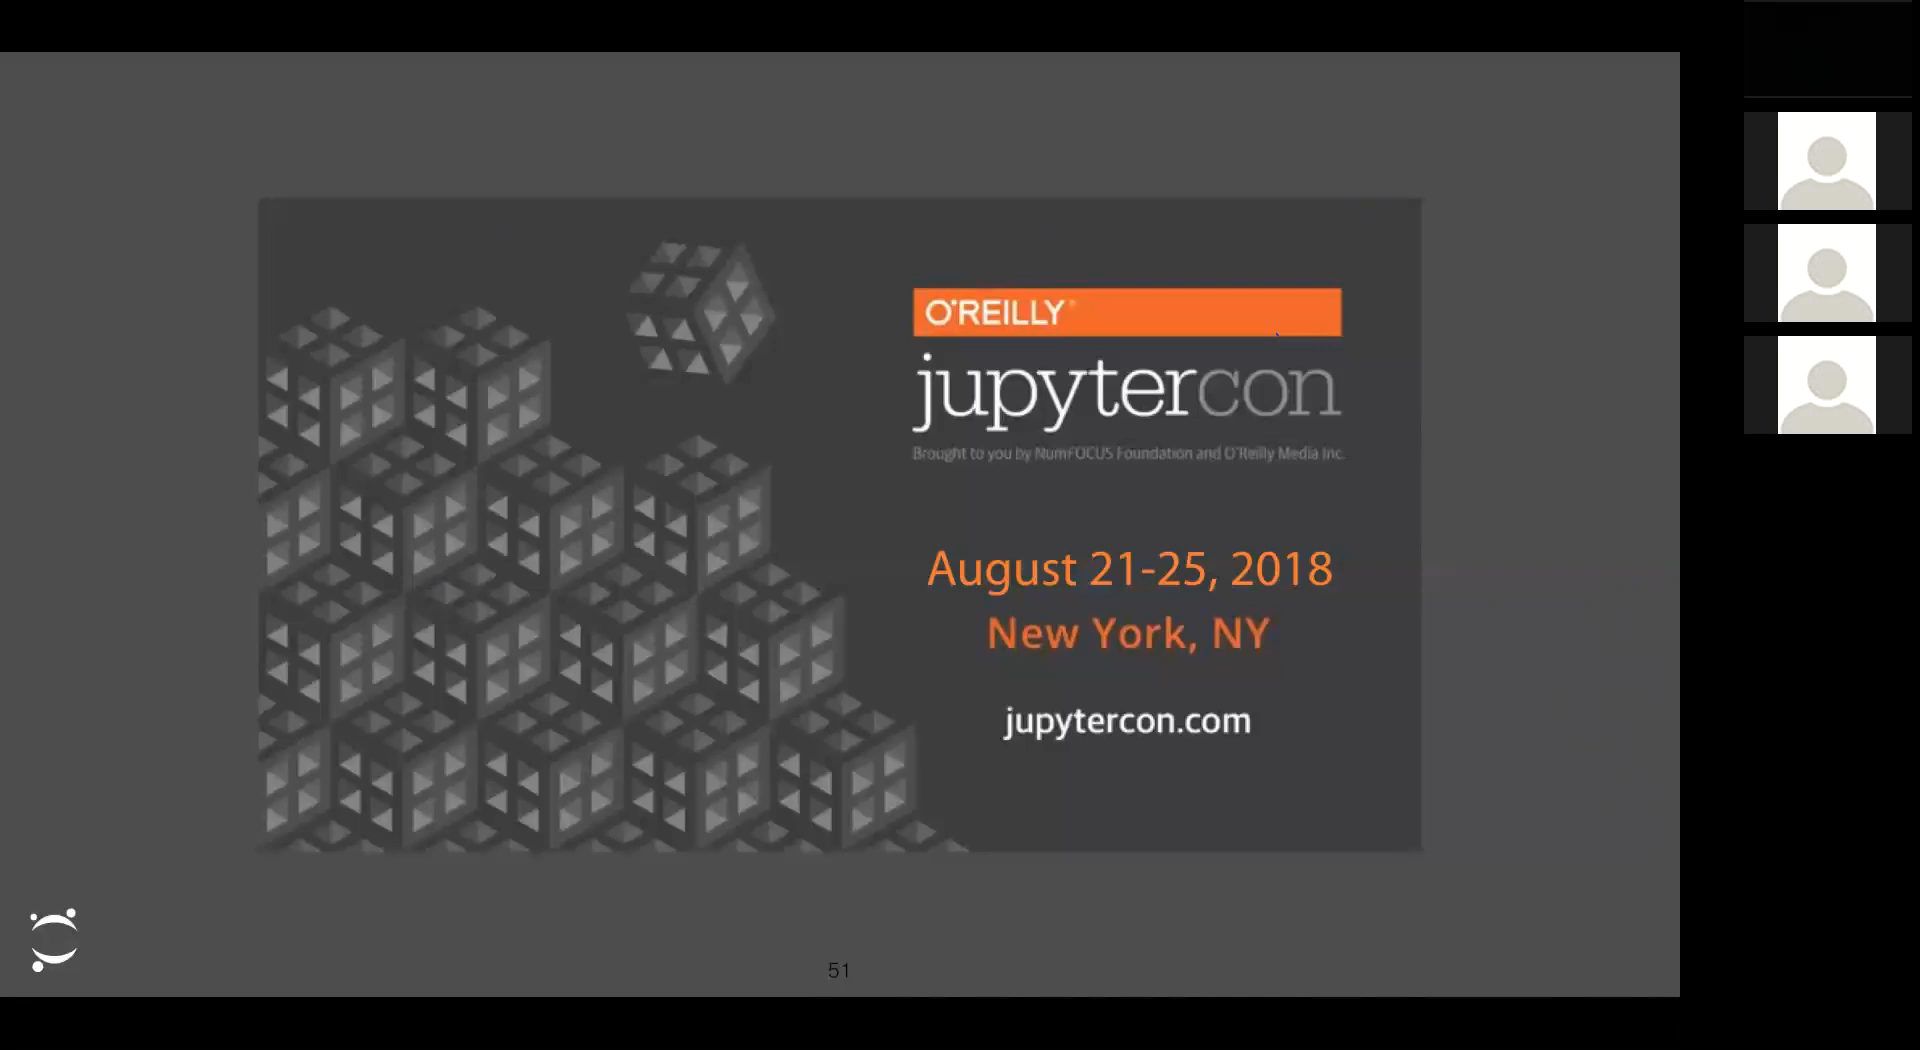 O'REILLY®
jupytercon
Brought to you by NumFOCUS Foundation and O'Reilly Media Inc.
August 21-25, 2018
New York, NY
jupytercon.com
51